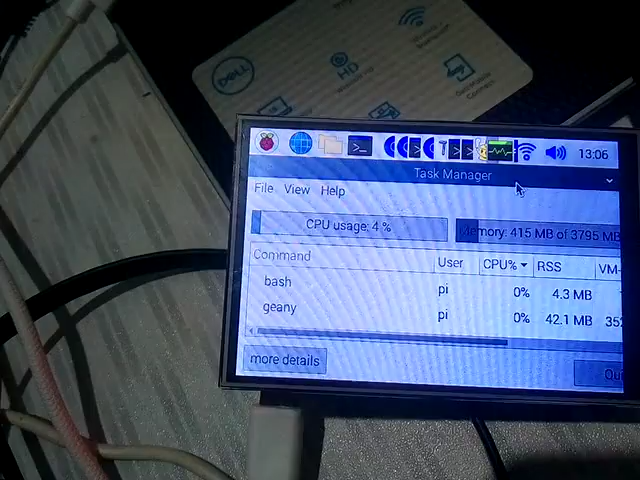 DELL
HD
>_
13:06
Task Manager
File View Help
CPU usage: 4 %
Memory: 415 MB of 3795 MB
Command User CPU% RSS VM-
bash pi 0% 4.3 MB
geany pi 0% 42.1 MB 352
more details